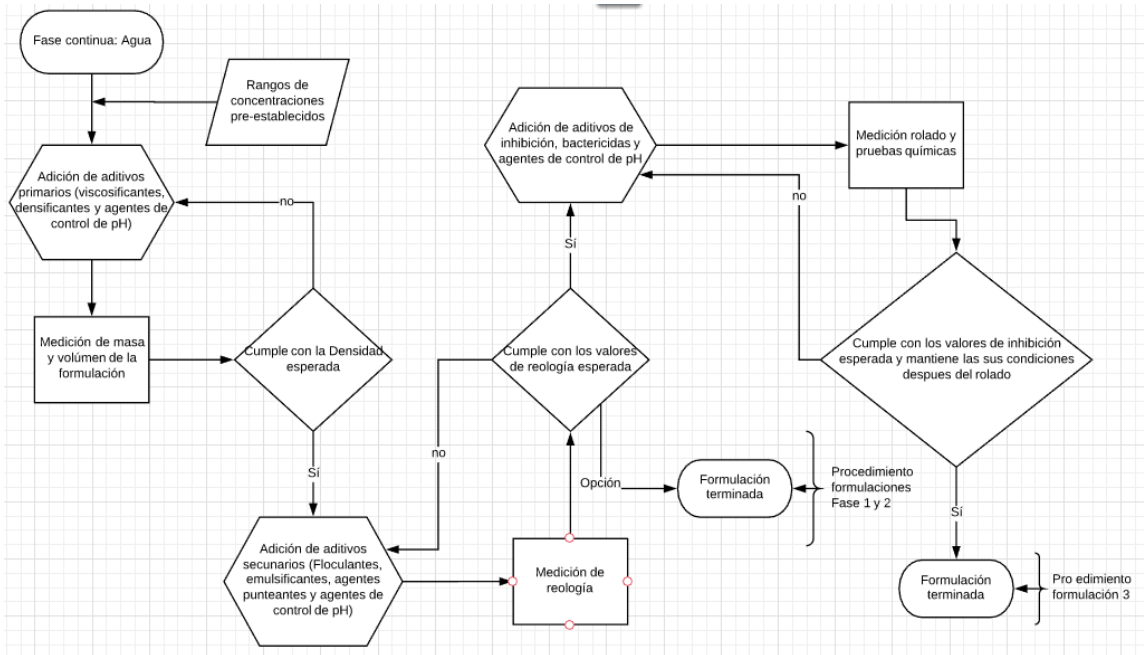 Fase continua: Agua
Rangos de
concentraciones
pre-establecidos
Adición de aditivos
primarios (viscosificantes,
densificantes y agentes de
control de pH)
no
Medición de masa
y volúmen de la
formulación
Cumple con la Densidad
esperada
Sí
Adición de aditivos
secunarios (Floculantes,
emulsificantes, agentes
punteantes y agentes de
control de pH)
Medición de
reología
Cumple con los valores
de reología esperada
no
Opción
Formulación
terminada
Procedimiento
formulaciones
Fase 1 y 2
Sí
Adición de aditivos de
inhibición, bactericidas y
agentes de control de pH
Medición rolado y
pruebas químicas
no
Cumple con los valores de inhibición
esperada y mantiene las sus condiciones
despues del rolado
Sí
Formulación
terminada
Pro edimiento
formulación 3